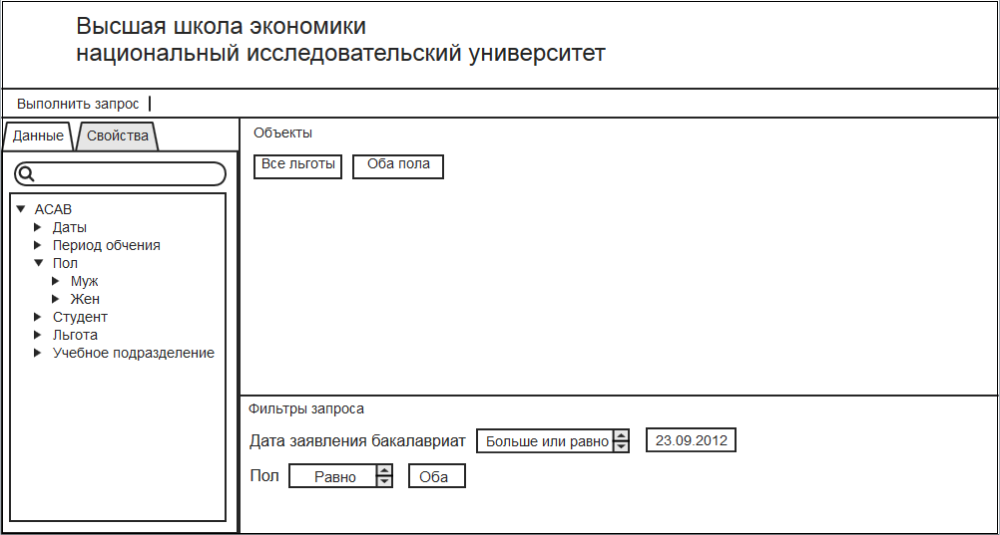 Высшая школа экономики
национальный исследовательский университет
Выполнить запрос
Данные Свойства
АСАВ
Даты
Период обчения
Пол
Муж
Жен
Студент
Льгота
Учебное подразделение
Объекты
Все льготы Оба пола
Фильтры запроса
Дата заявления бакалавриат Больше или равно 23.09.2012
Пол Равно Оба